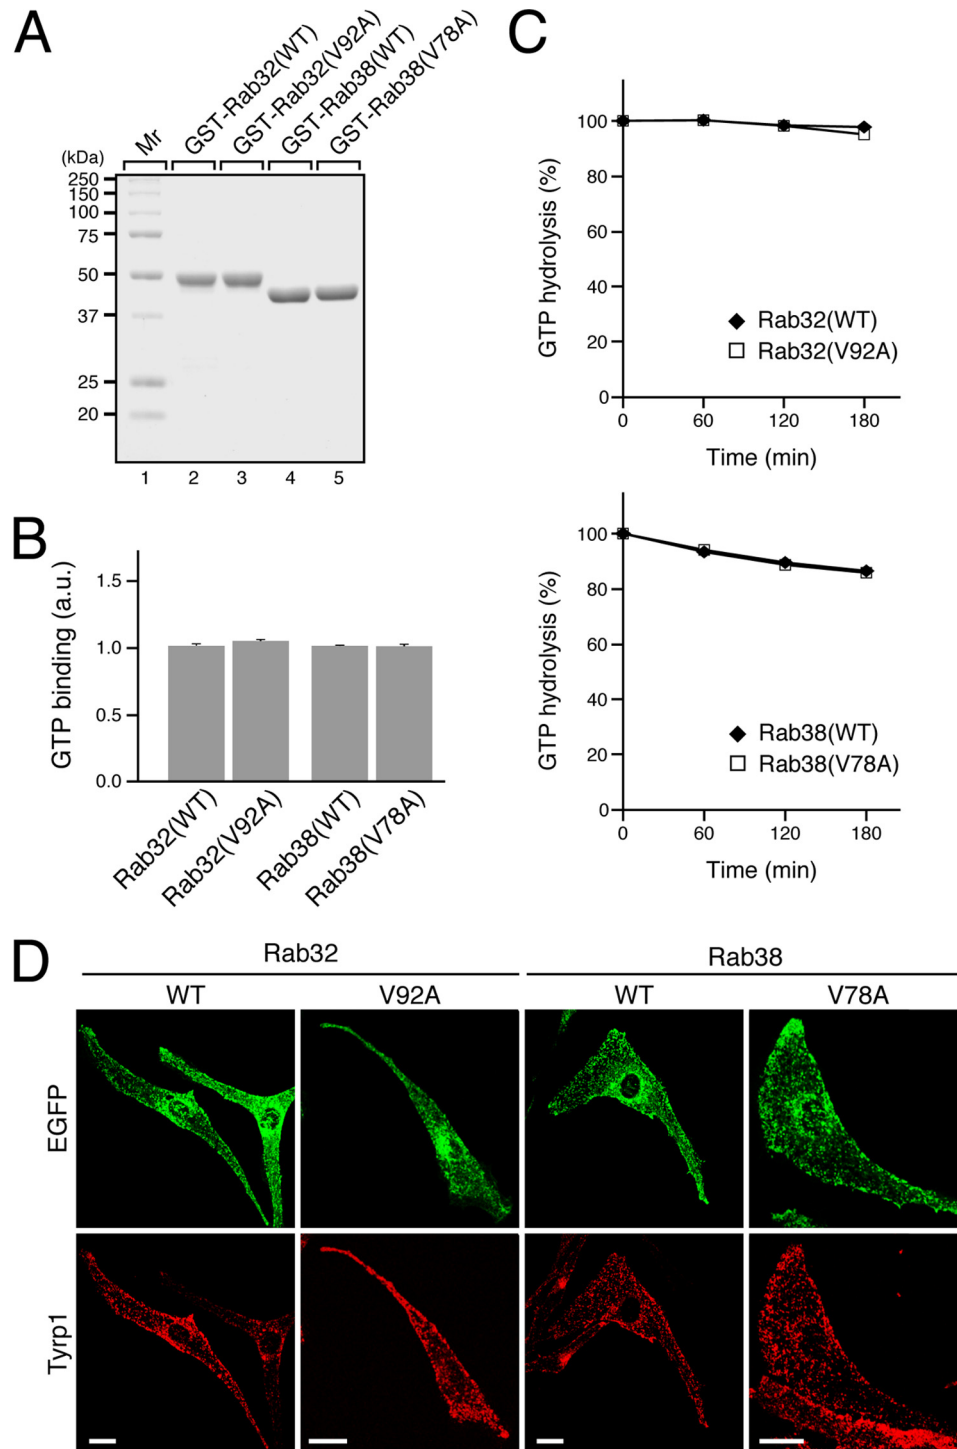 A
GST-Rab32(WT)
GST-Rab32(V92A)
GST-Rab38(WT)
GST-Rab38(V78A)
Mr
(kDa)
250
150
100
75
50
37
25
20
1 2 3 4 5
B
GTP binding (a.u.)
1.5
1.0
0.5
0.0
Rab32(WT)
Rab32(V92A)
Rab38(WT)
Rab38(V78A)
C
GTP hydrolysis (%)
100
80
60
40
20
0
Rab32(WT)
Rab32(V92A)
0 60 120 180
Time (min)
GTP hydrolysis (%)
100
80
60
40
20
0
Rab38(WT)
Rab38(V78A)
0 60 120 180
Time (min)
D
Rab32 Rab38
WT V92A WT V78A
EGFP
Tyrp1